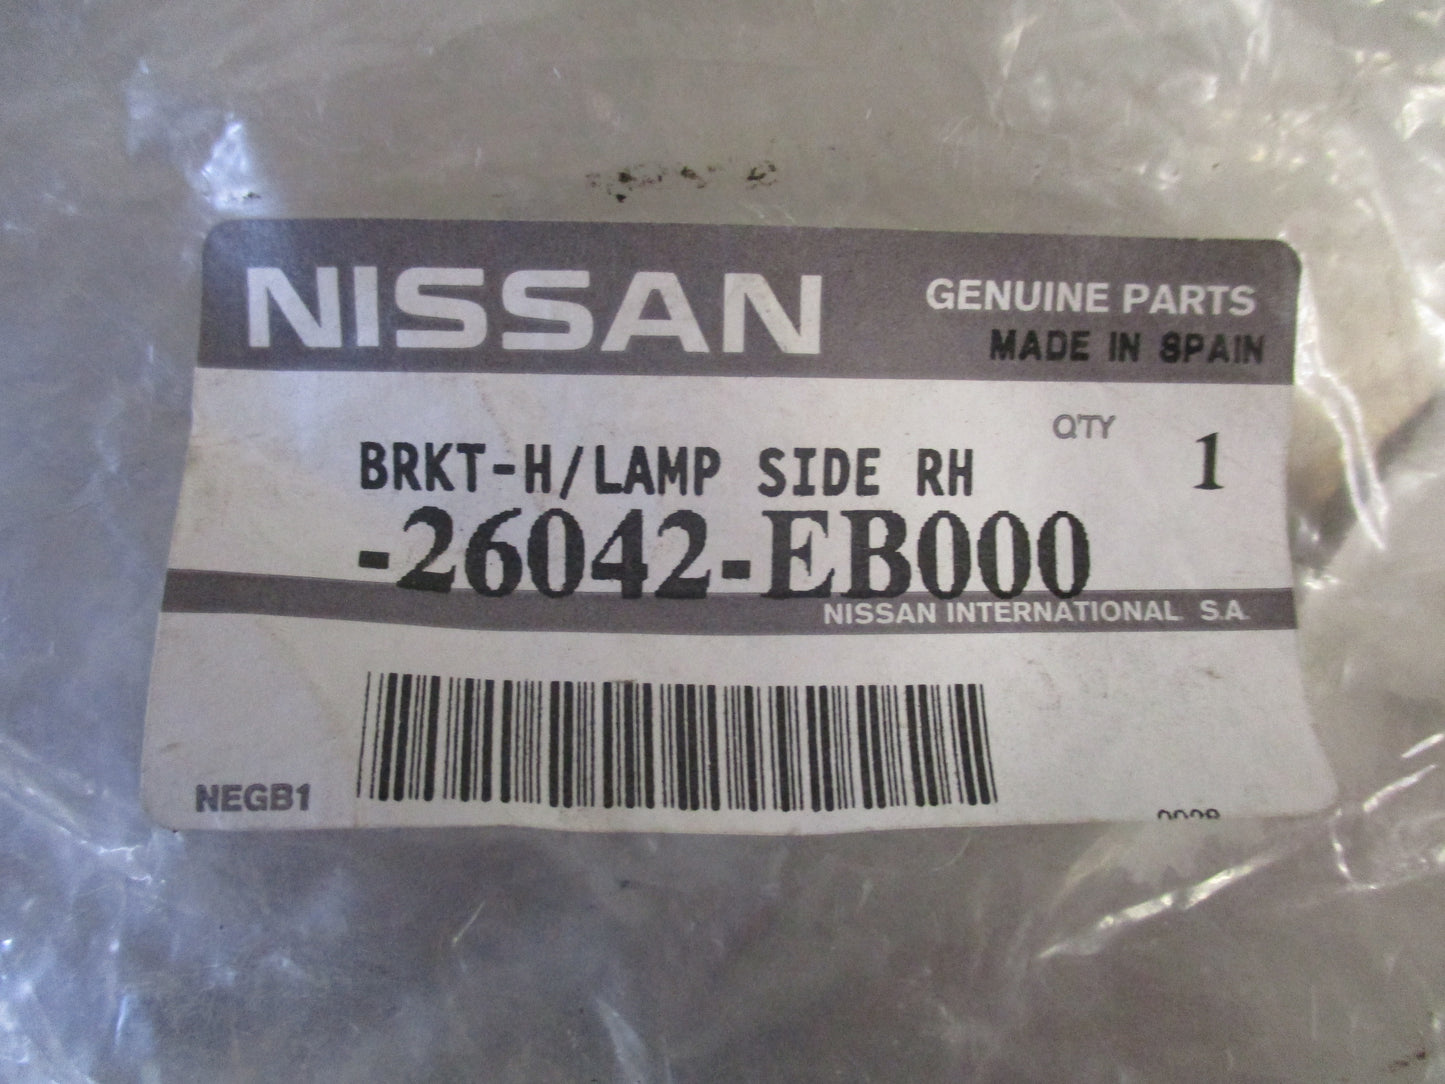 NISSAN
GENUINE PARTS
MADE IN SPAIN
Q'TY
BRKT-H/LAMP SIDE RH 1
-26042-EB000
NISSAN INTERNATIONAL S.A.
NEGB1